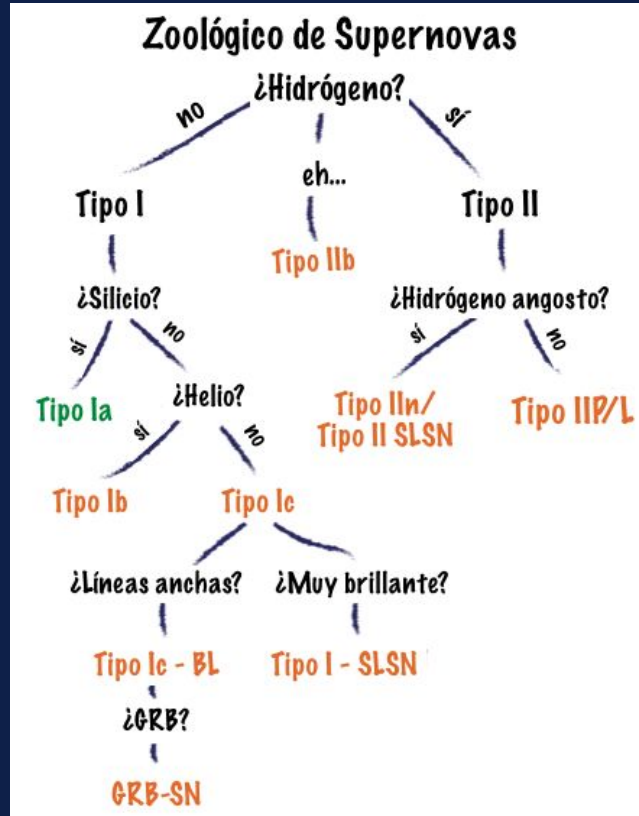 Zoológico de Supernovas
¿Hidrógeno?
no
sí
eh...
Tipo I
Tipo II
Tipo IIb
¿Silicio?
¿Hidrógeno angosto?
sí
no
sí
no
Tipo Ia
¿Helio?
Tipo IIn/
Tipo II SLSN
Tipo IIP/L
sí
no
Tipo Ib
Tipo Ic
¿Líneas anchas?
¿Muy brillante?
Tipo Ic - BL
Tipo I - SLSN
¿GRB?
GRB-SN